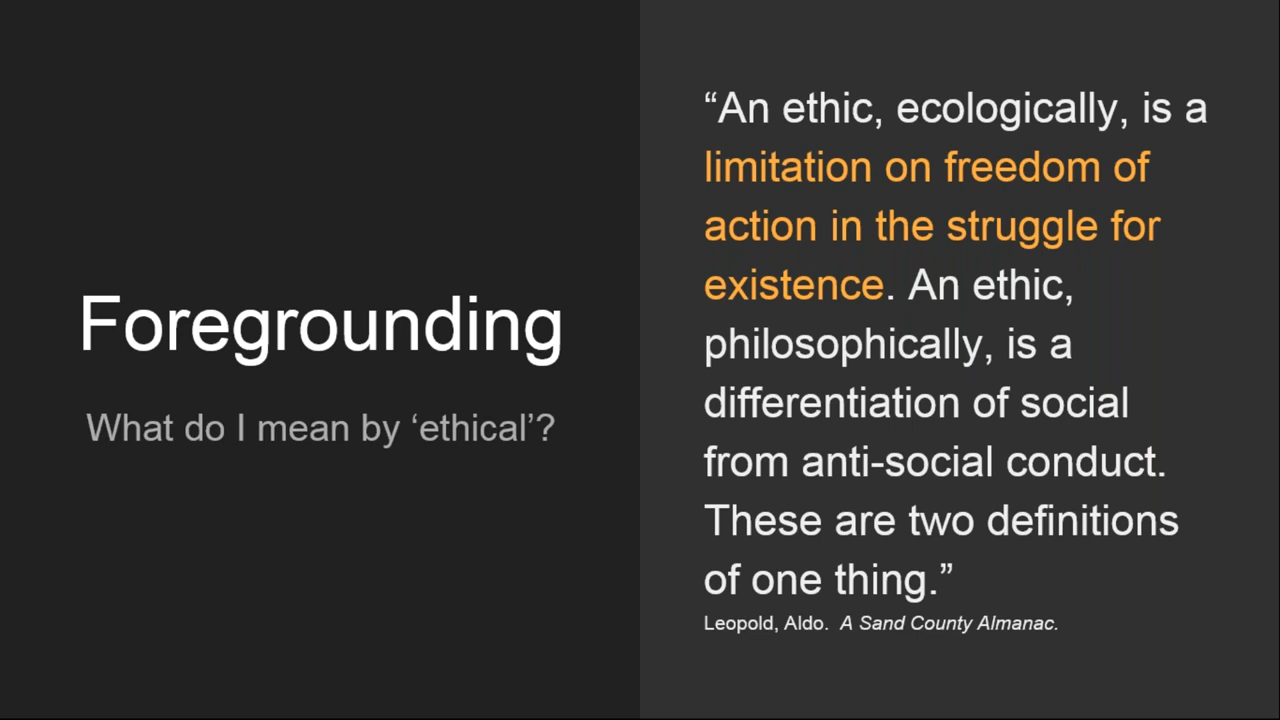 Foregrounding
What do I mean by ‘ethical’?
“An ethic, ecologically, is a
limitation on freedom of
action in the struggle for
existence. An ethic,
philosophically, is a
differentiation of social
from anti-social conduct.
These are two definitions
of one thing.”
Leopold, Aldo.  A Sand County Almanac.